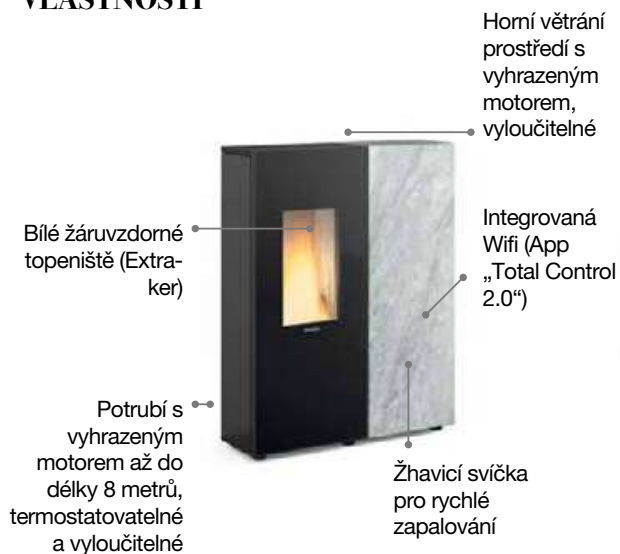 VLASTNOSTI
Horní větrání
prostředí s
vyhrazeným
motorem,
vyloučitelné
Bílé žáruvzdorné
topeniště (Extra-
ker)
Integrovaná
Wifi (App
„Total Control
2.0“)
Potrubí s
vyhrazeným
motorem až do
délky 8 metrů,
termostatovatelné
a vyloučitelné
Žhavicí svíčka
pro rychlé
zapalování